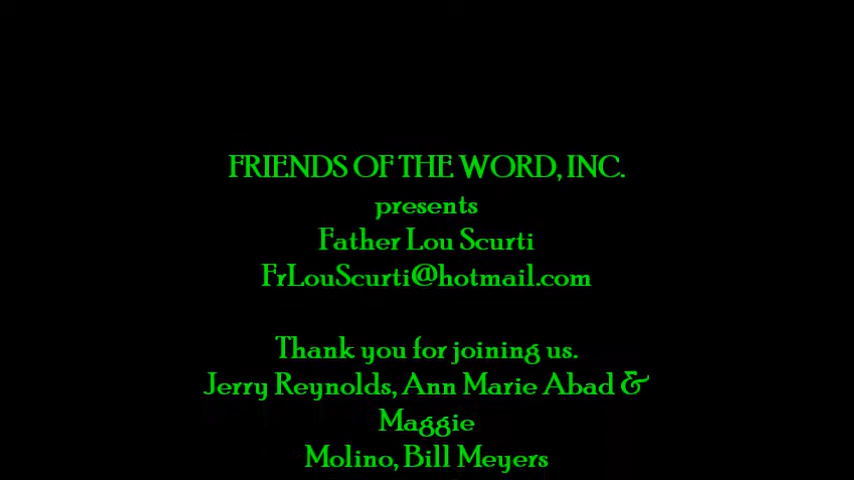 FRIENDS OF THE WORD, INC.
presents
Father Lou Scurti
FrLouScurti@hotmail.com
Thank you for joining us.
Jerry Reynolds, Ann Marie Abad &
Maggie
Molino, Bill Meyers